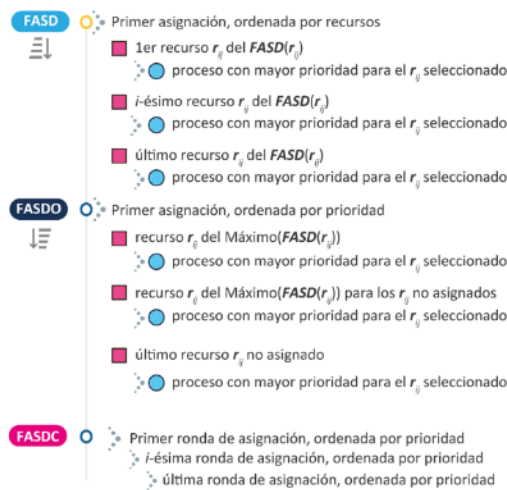 FASD Primer asignación, ordenada por recursos
1er recurso r_ij del FASD(r_ij)
proceso con mayor prioridad para el r_ij seleccionado
i-ésimo recurso r_ij del FASD(r_ij)
proceso con mayor prioridad para el r_ij seleccionado
último recurso r_ij del FASD(r_ij)
proceso con mayor prioridad para el r_ij seleccionado
FASDO Primer asignación, ordenada por prioridad
recurso r_ij del Máximo(FASD(r_ij))
proceso con mayor prioridad para el r_ij seleccionado
recurso r_ij del Máximo(FASD(r_ij)) para los r_ij no asignados
proceso con mayor prioridad para el r_ij seleccionado
último recurso r_ij no asignado
proceso con mayor prioridad para el r_ij seleccionado
FASDC Primer ronda de asignación, ordenada por prioridad
i-ésima ronda de asignación, ordenada por prioridad
última ronda de asignación, ordenada por prioridad